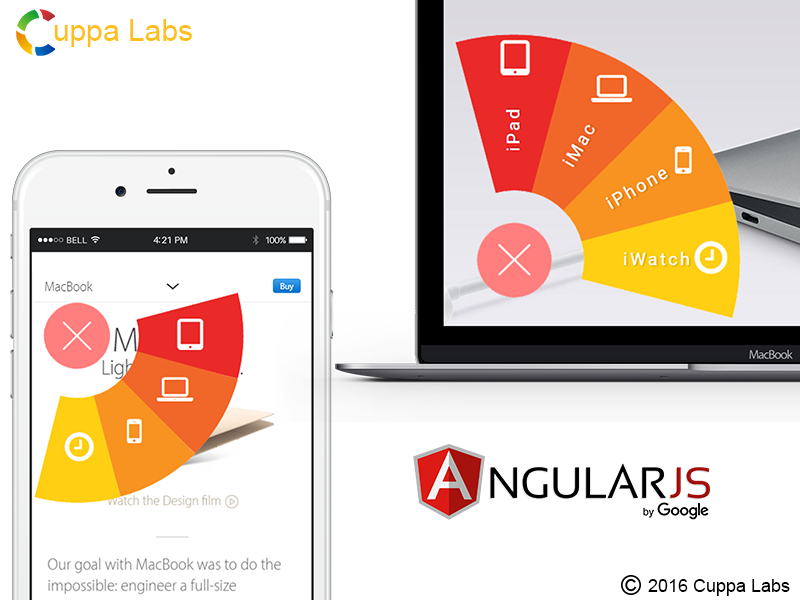 Cuppa Labs
iPad
iMac
iPhone
iWatch
MacBook
BELL
4:21 PM
100%
MacBook
Buy
M
Ligh
Watch the Design film
Our goal with MacBook was to do the
impossible: engineer a full-size
ANGULARJS
by Google
© 2016 Cuppa Labs